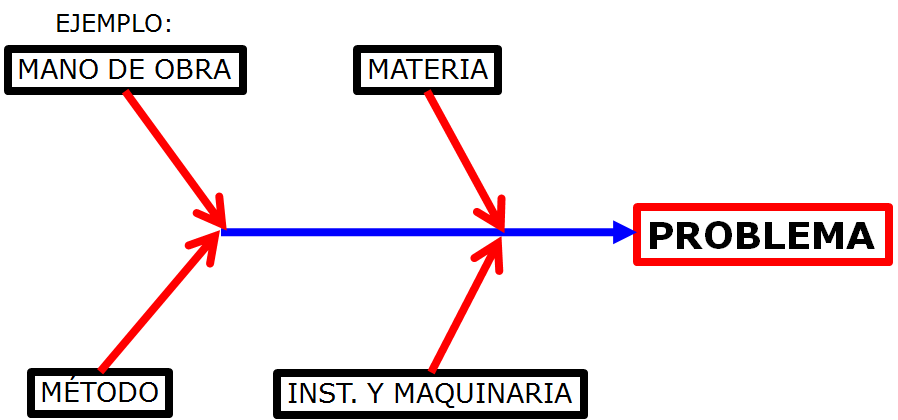 EJEMPLO:
MANO DE OBRA
MATERIA
PROBLEMA
MÉTODO
INST. Y MAQUINARIA